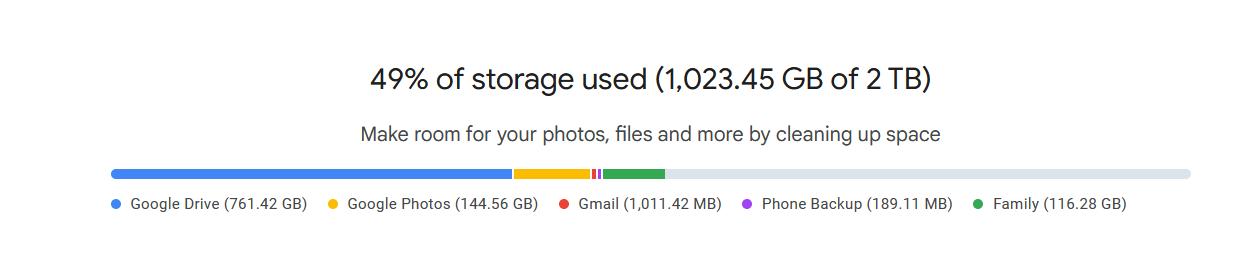 49% of storage used (1,023.45 GB of 2 TB)
Make room for your photos, files and more by cleaning up space
Google Drive (761.42 GB) Google Photos (144.56 GB) Gmail (1,011.42 MB) Phone Backup (189.11 MB) Family (116.28 GB)